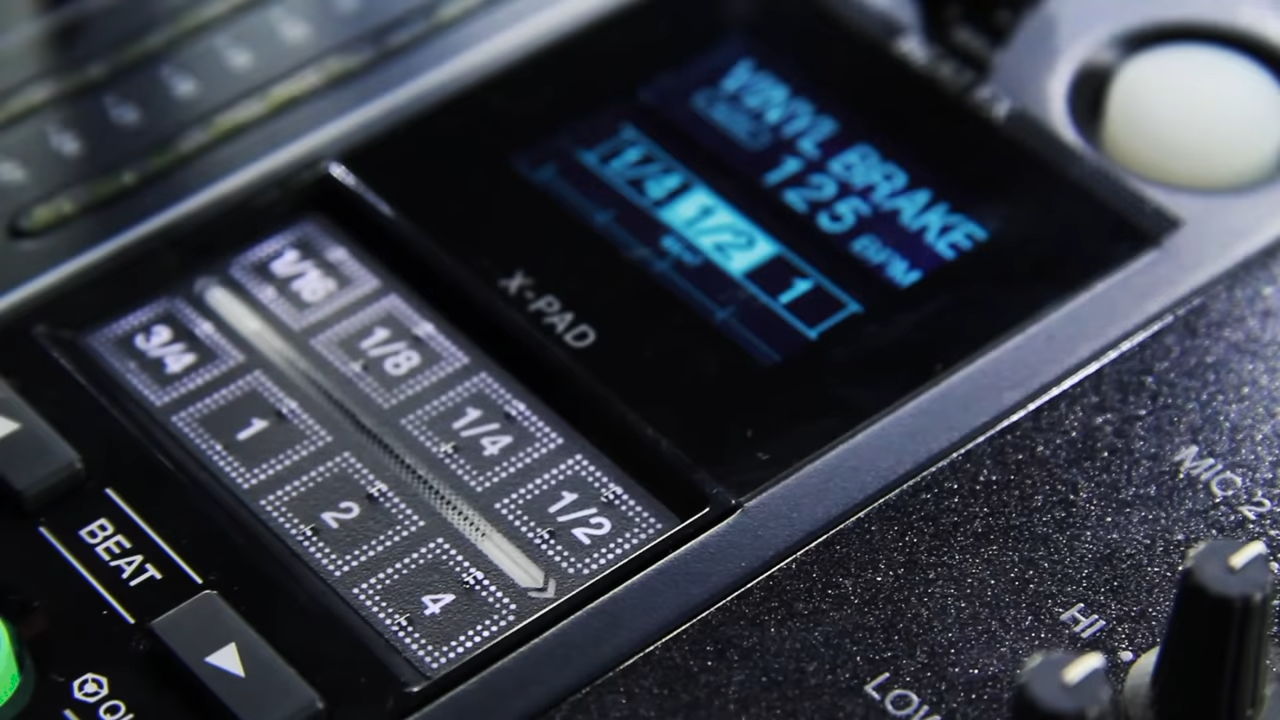 VINYL BRAKE
125 BPM
1/4 1/2 1
X-PAD
1/16
1/8
1/4
1/2
3/4
1
2
4
BEAT
MIC 2
HI
LOW